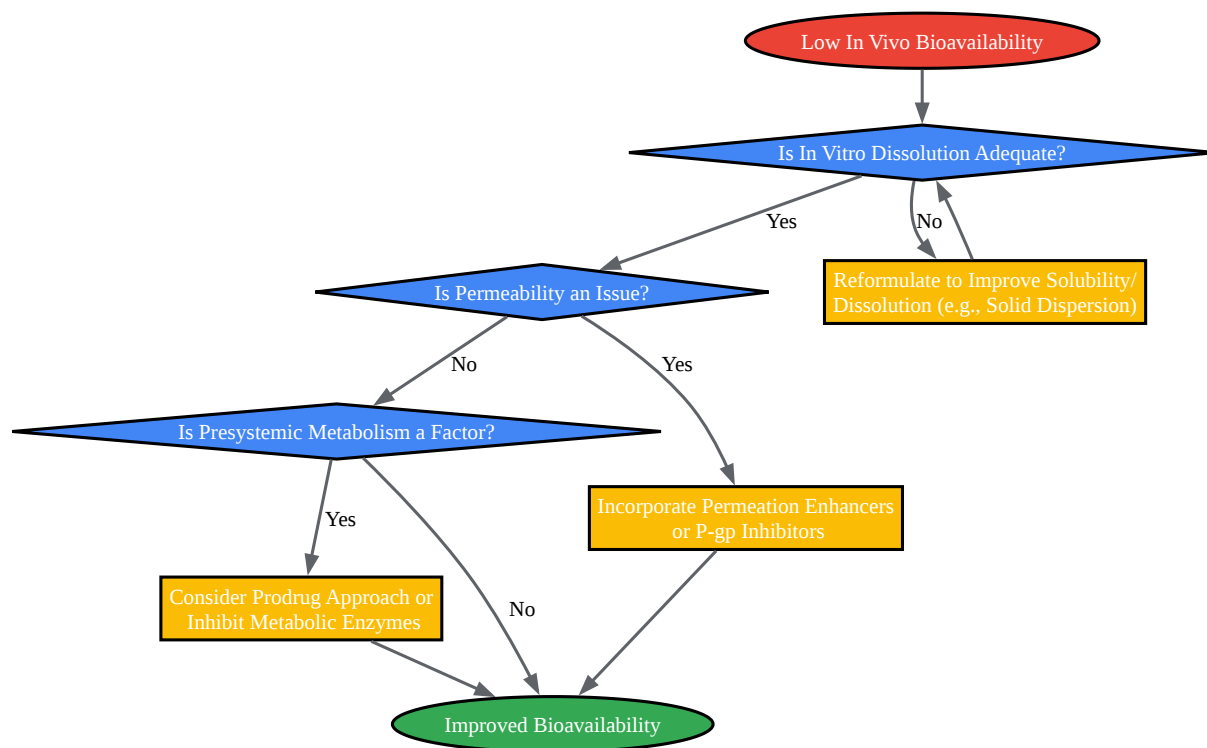 Low In Vivo Bioavailability
Is In Vitro Dissolution Adequate?
Yes
No
Reformulate to Improve Solubility/
Dissolution (e.g., Solid Dispersion)
Is Permeability an Issue?
No
Yes
Is Presystemic Metabolism a Factor?
Incorporate Permeation Enhancers
or P-gp Inhibitors
Yes
Consider Prodrug Approach or
Inhibit Metabolic Enzymes
No
Improved Bioavailability